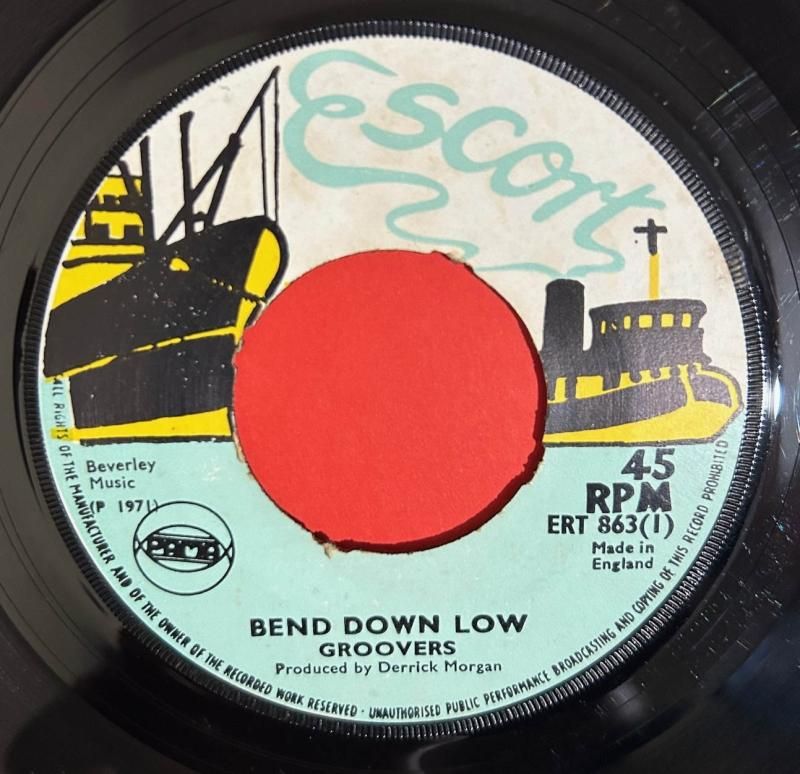 Escort
Beverley
Music
(P 1971)
PAMA
45
RPM
ERT 863(1)
Made in
England
BEND DOWN LOW
GROOVERS
Produced by Derrick Morgan
ALL RIGHTS OF THE MANUFACTURER AND OF THE OWNER OF THE RECORDED WORK RESERVED · UNAUTHORISED PUBLIC PERFORMANCE BROADCASTING AND COPYING OF THIS RECORD PROHIBITED